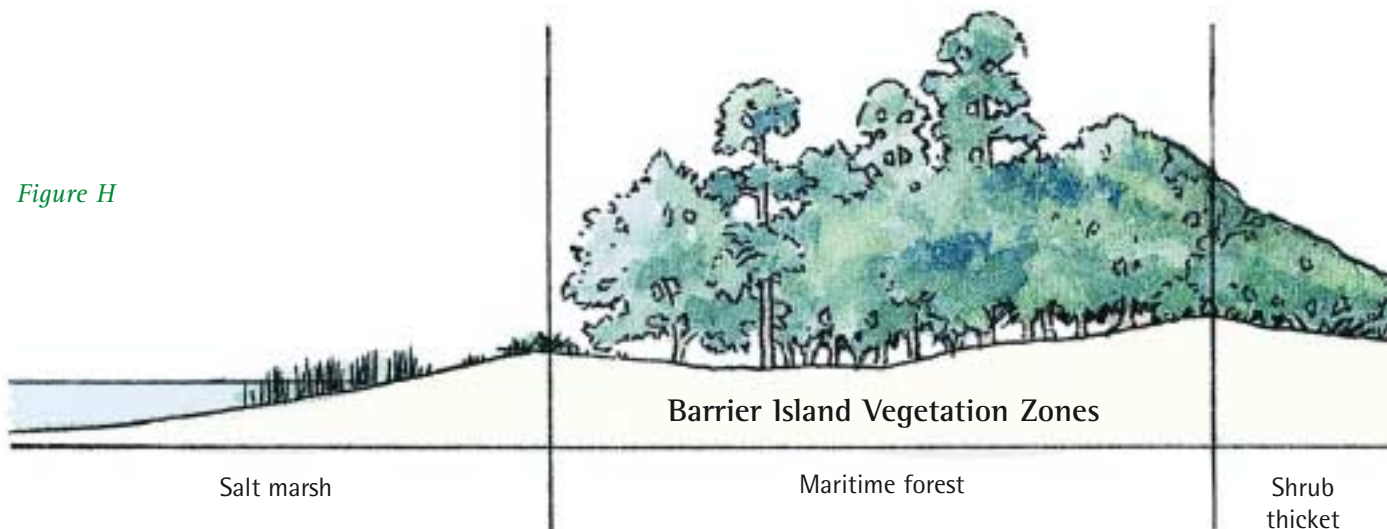 Figure H
Barrier Island Vegetation Zones
Salt marsh
Maritime forest
Shrub
thicket